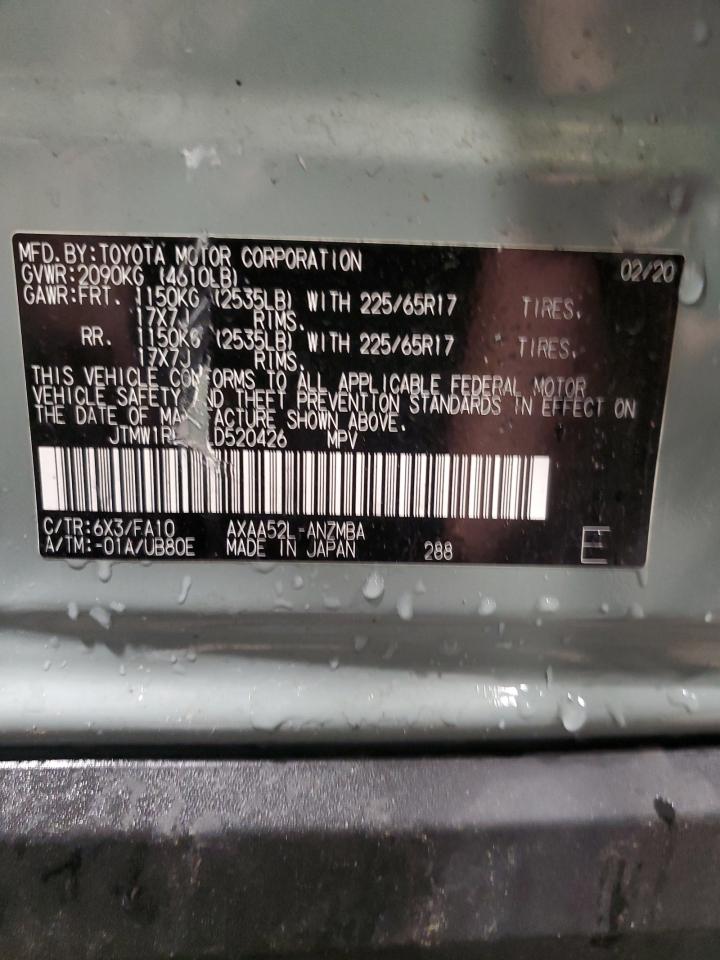 MFD.BY:TOYOTA MOTOR CORPORATION 02/20
GVWR:2090KG (4610LB)
GAWR:FRT. 1150KG (2535LB) WITH 225/65R17 TIRES.
17X7J RIMS.
RR. 1150KG (2535LB) WITH 225/65R17 TIRES.
17X7J RIMS.
THIS VEHICLE CONFORMS TO ALL APPLICABLE FEDERAL MOTOR
VEHICLE SAFETY AND THEFT PREVENTION STANDARDS IN EFFECT ON
THE DATE OF MANUFACTURE SHOWN ABOVE.
MPV
C/TR:6X3/FA10 AXAA52L-ANZMBA
A/TM:-01A/UB80E MADE IN JAPAN 288 E